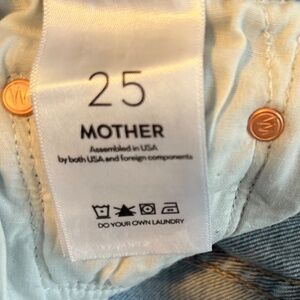 25
MOTHER
Assembled in USA
by both USA and foreign components
DO YOUR OWN LAUNDRY